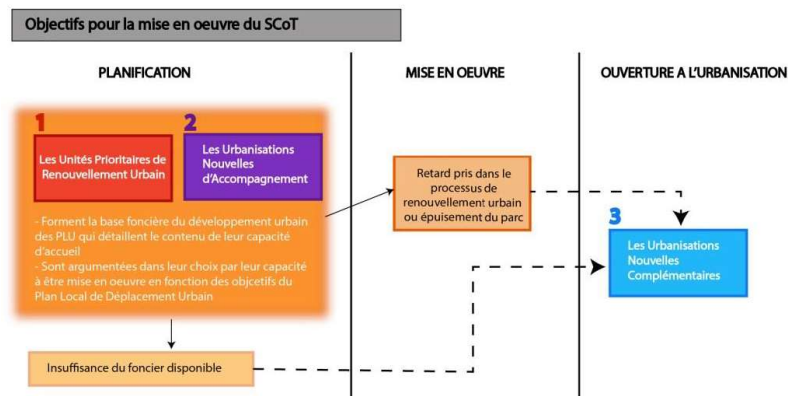 Objectifs pour la mise en oeuvre du SCoT
PLANIFICATION
MISE EN OEUVRE
OUVERTURE A L'URBANISATION
1
Les Unités Prioritaires de
Renouvellement Urbain
2
Les Urbanisations
Nouvelles
d'Accompagnement
- Forment la base foncière du développement urbain
des PLU qui détaillent le contenu de leur capacité
d'accueil
- Sont argumentées dans leur choix par leur capacité
à être mise en oeuvre en fonction des objectifs du
Plan Local de Déplacement Urbain
Insuffisance du foncier disponible
Retard pris dans le
processus de
renouvellement urbain
ou épuisement du parc
3
Les Urbanisations
Nouvelles
Complémentaires